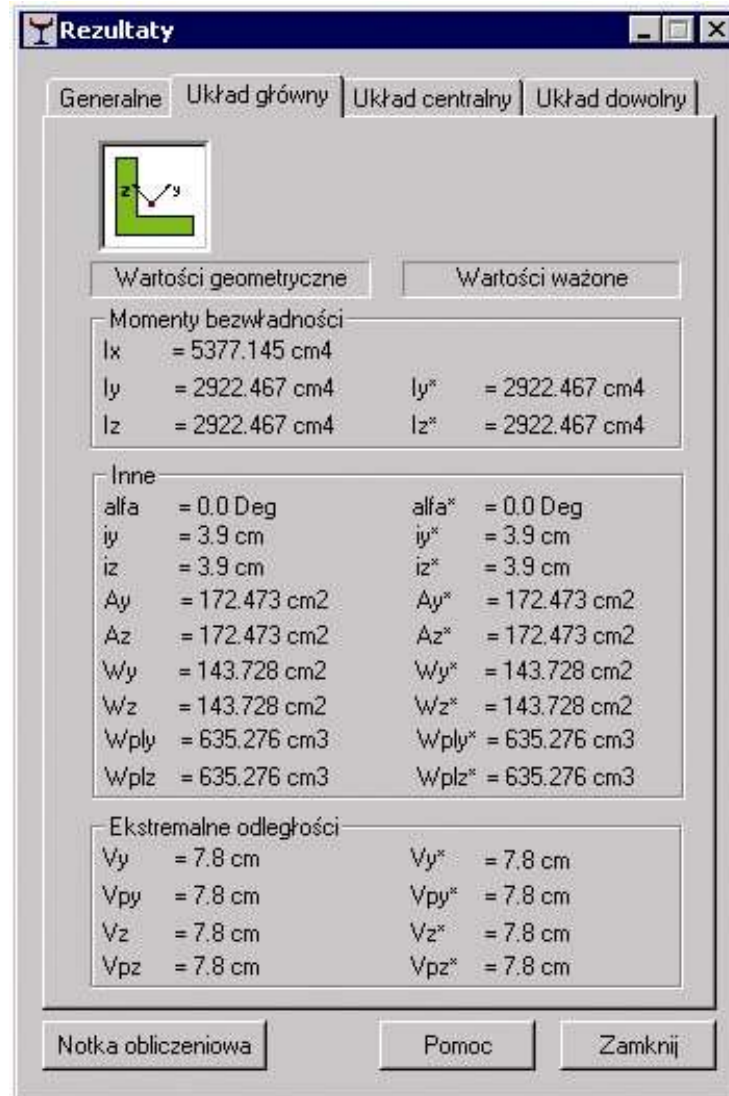 Rezultaty
Generalne Układ główny Układ centralny Układ dowolny
z y
Wartości geometryczne Wartości ważone
Momenty bezwładności
Ix = 5377.145 cm4
Iy = 2922.467 cm4 Iy* = 2922.467 cm4
Iz = 2922.467 cm4 Iz* = 2922.467 cm4
Inne
alfa = 0.0 Deg alfa* = 0.0 Deg
iy = 3.9 cm iy* = 3.9 cm
iz = 3.9 cm iz* = 3.9 cm
Ay = 172.473 cm2 Ay* = 172.473 cm2
Az = 172.473 cm2 Az* = 172.473 cm2
Wy = 143.728 cm2 Wy* = 143.728 cm2
Wz = 143.728 cm2 Wz* = 143.728 cm2
Wply = 635.276 cm3 Wply* = 635.276 cm3
Wplz = 635.276 cm3 Wplz* = 635.276 cm3
Ekstremalne odległości
Vy = 7.8 cm Vy* = 7.8 cm
Vpy = 7.8 cm Vpy* = 7.8 cm
Vz = 7.8 cm Vz* = 7.8 cm
Vpz = 7.8 cm Vpz* = 7.8 cm
Notka obliczeniowa Pomoc Zamknij